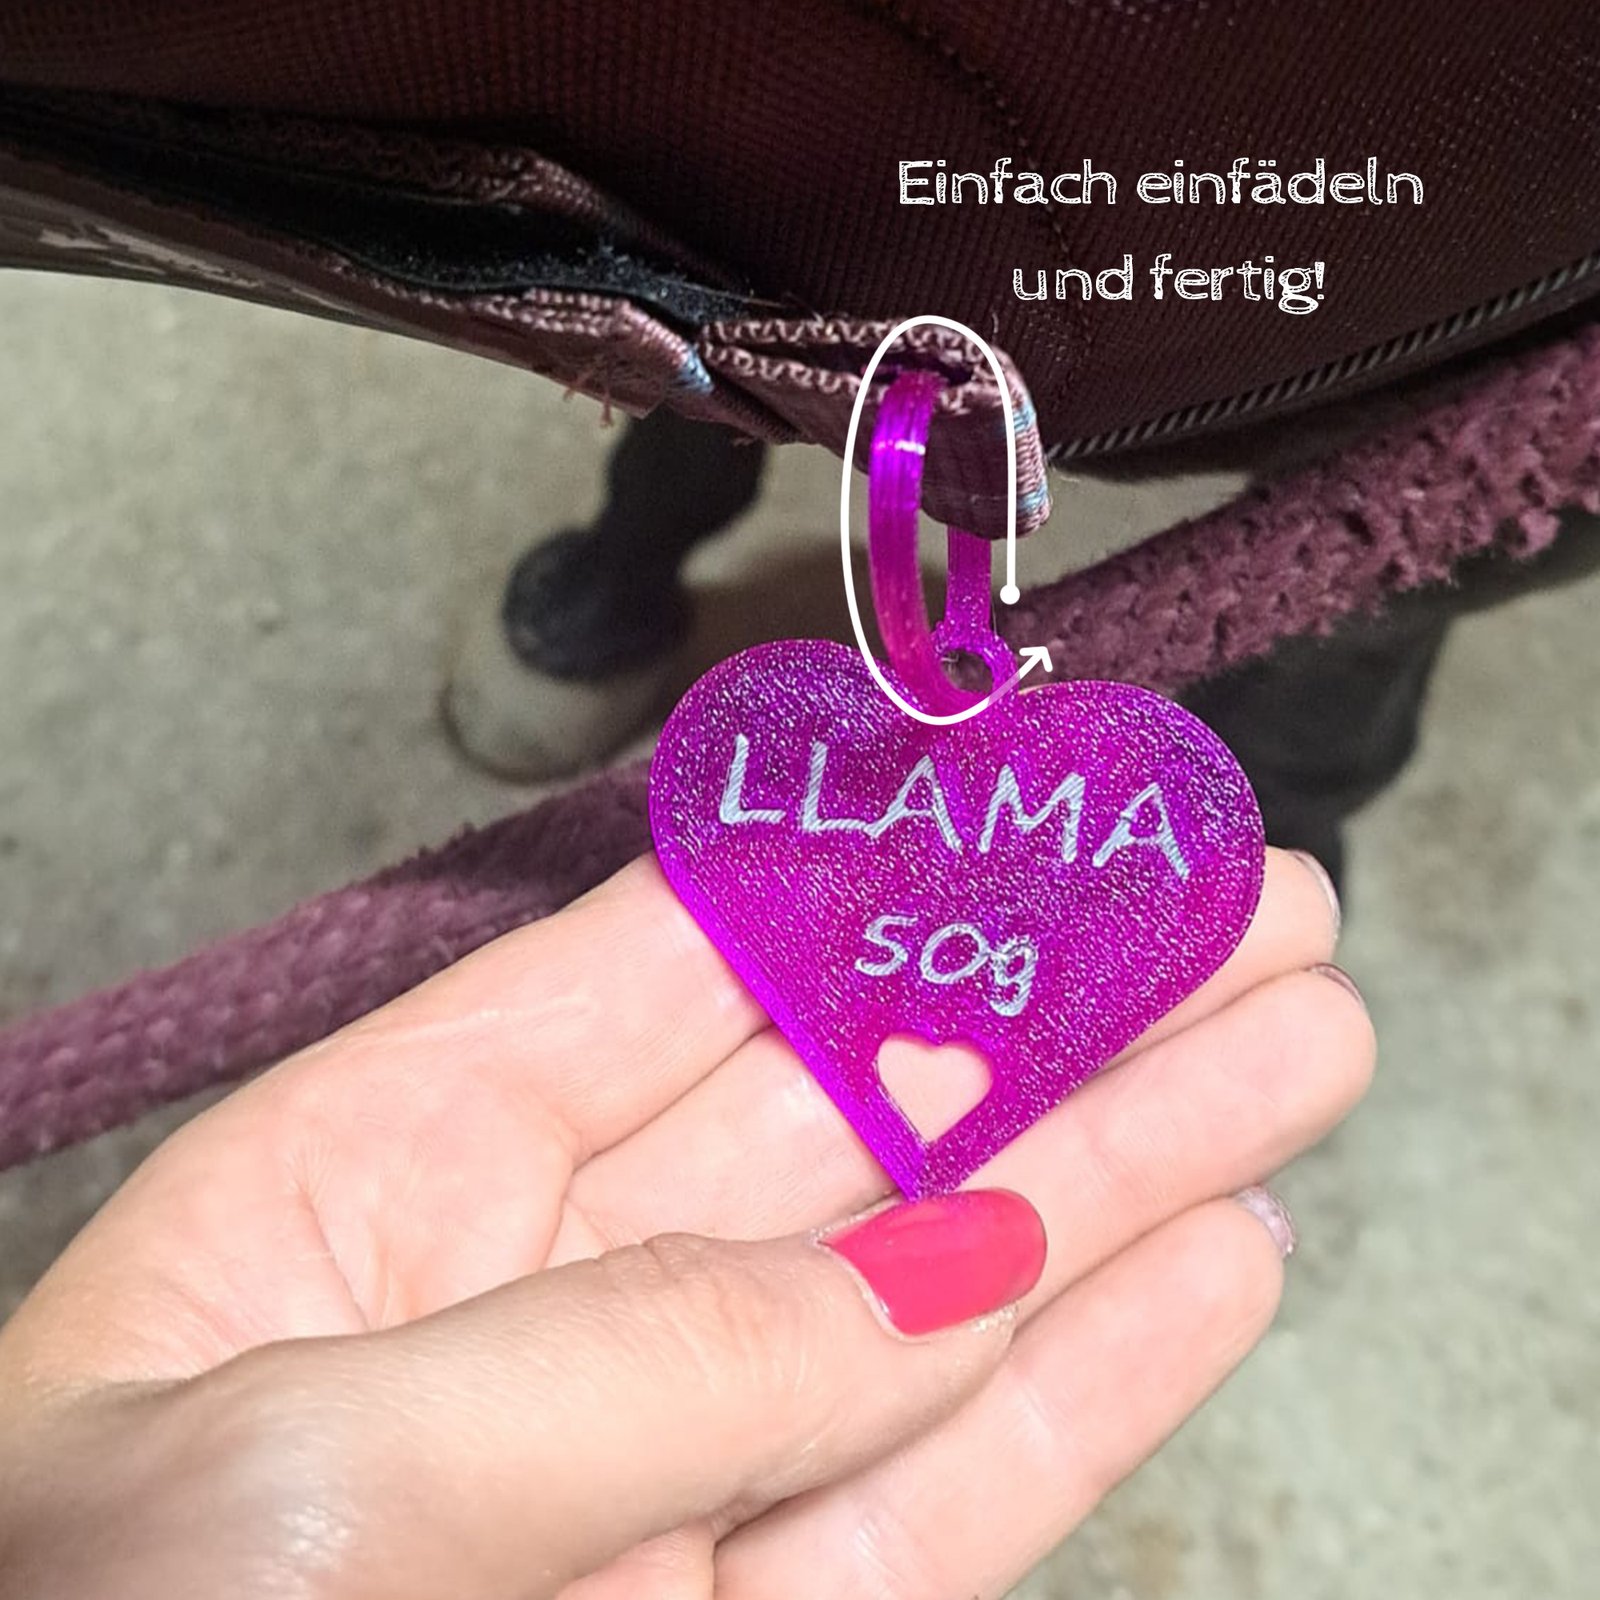 Einfach einfädeln
und fertig!
LLAMA
50g